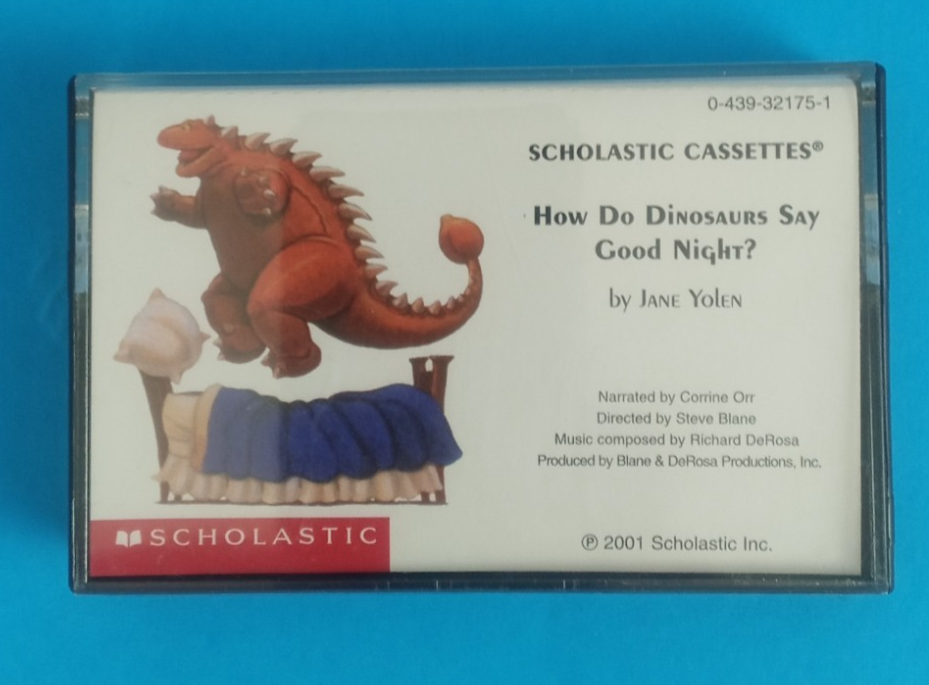 0-439-32175-1
SCHOLASTIC CASSETTES®
How Do Dinosaurs Say
Good Night?
by Jane Yolen
Narrated by Corrine Orr
Directed by Steve Blane
Music composed by Richard DeRosa
Produced by Blane & DeRosa Productions, Inc.
SCHOLASTIC
℗ 2001 Scholastic Inc.